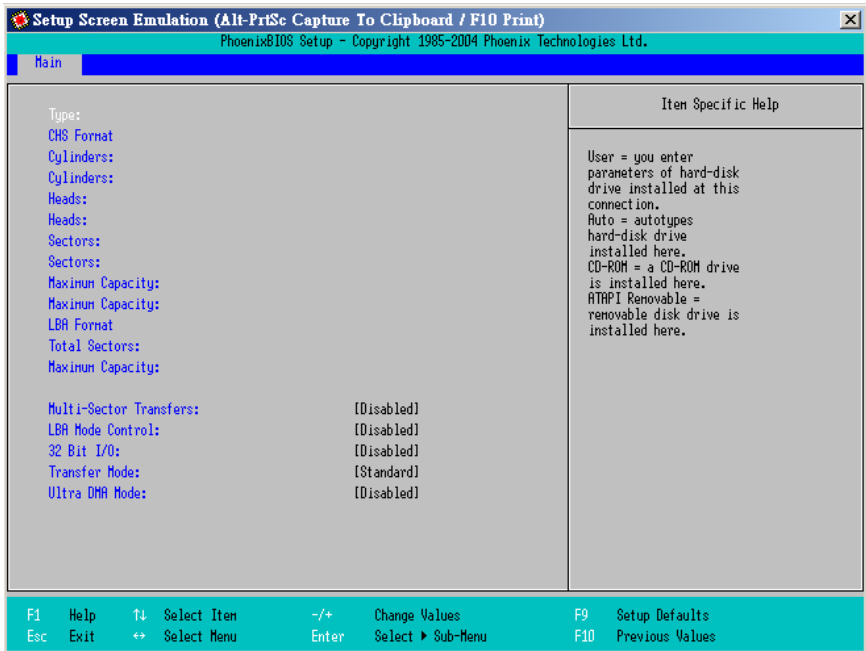 Setup Screen Emulation (Alt-PrtSc Capture To Clipboard / F10 Print)
PhoenixBIOS Setup - Copyright 1985-2004 Phoenix Technologies Ltd.
Main
Item Specific Help
Type:
CHS Format
Cylinders:
Cylinders:
Heads:
Heads:
Sectors:
Sectors:
Maximum Capacity:
Maximum Capacity:
LBA Format
Total Sectors:
Maximum Capacity:
Multi-Sector Transfers: [Disabled]
LBA Mode Control: [Disabled]
32 Bit I/O: [Disabled]
Transfer Mode: [Standard]
Ultra DMA Mode: [Disabled]
User = you enter
parameters of hard-disk
drive installed at this
connection.
Auto = autotypes
hard-disk drive
installed here.
CD-ROM = a CD-ROM drive
is installed here.
ATAPI Removable =
removable disk drive is
installed here.
F1 Help ↑↓ Select Item -/+ Change Values F9 Setup Defaults
Esc Exit ↔ Select Menu Enter Select ▶ Sub-Menu F10 Previous Values